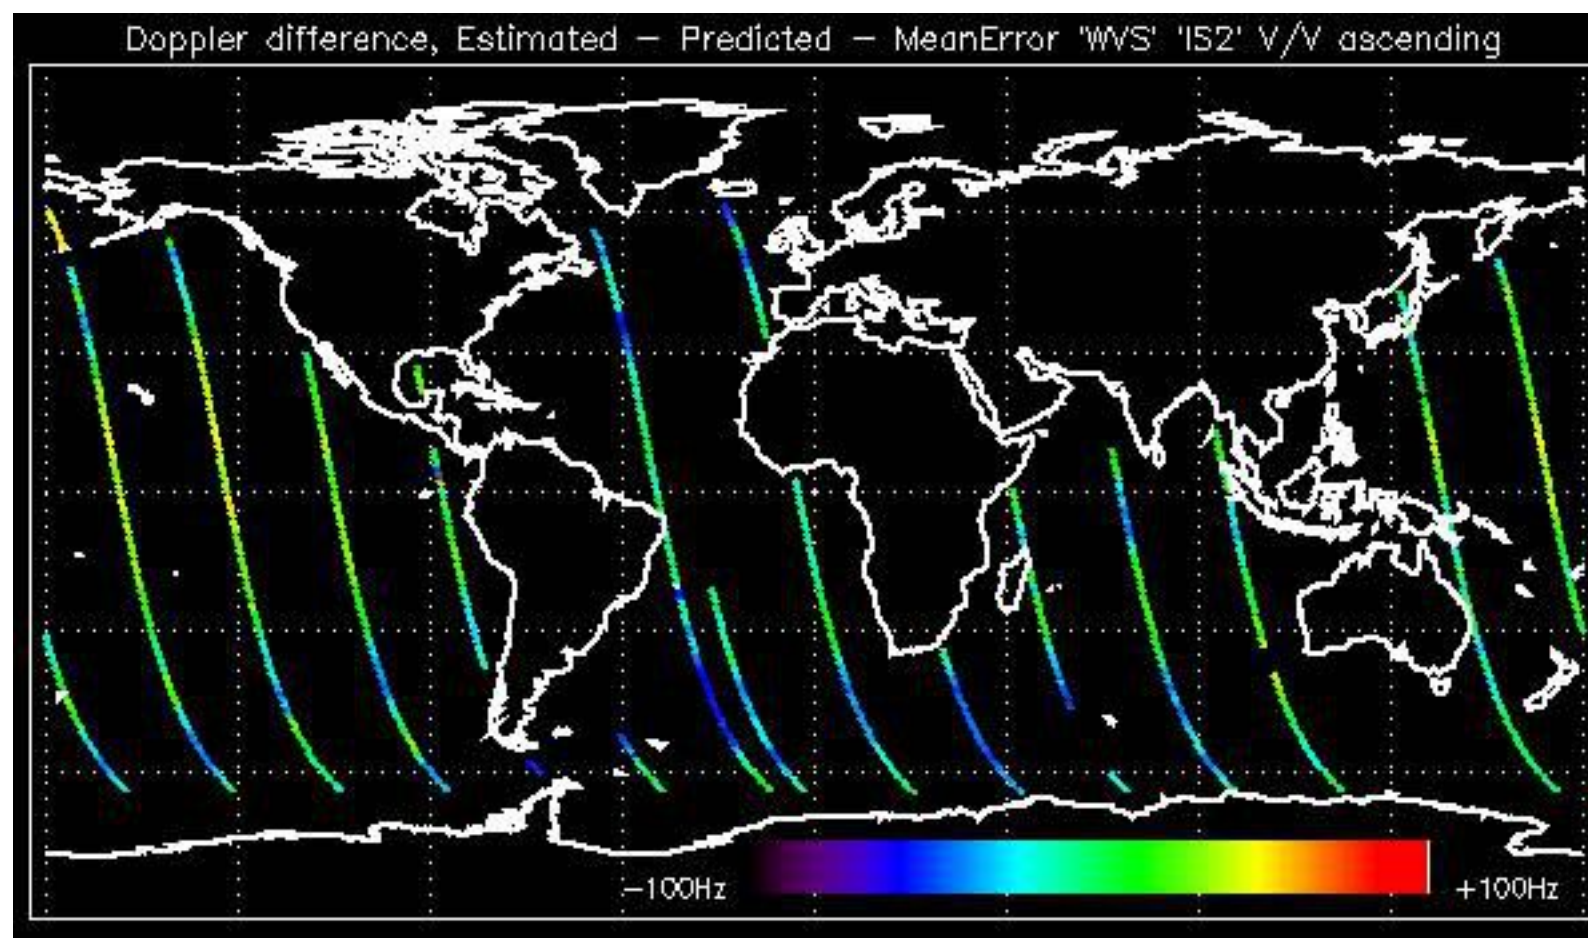 Doppler difference, Estimated – Predicted – MeanError 'WVS' 'IS2' V/V ascending
−100Hz +100Hz